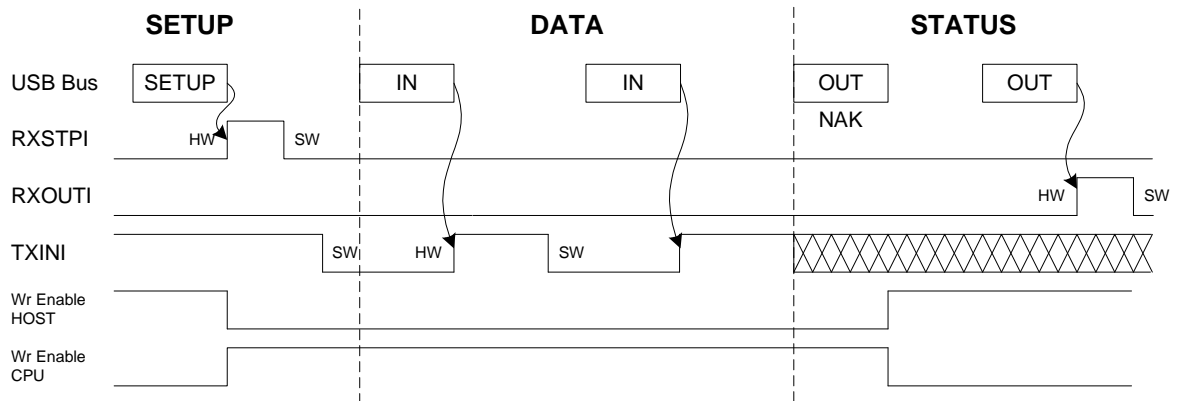 SETUP DATA STATUS
USB Bus SETUP IN IN OUT OUT
NAK
RXSTPI HW SW
RXOUTI HW SW
TXINI SW HW SW
Wr Enable
HOST
Wr Enable
CPU